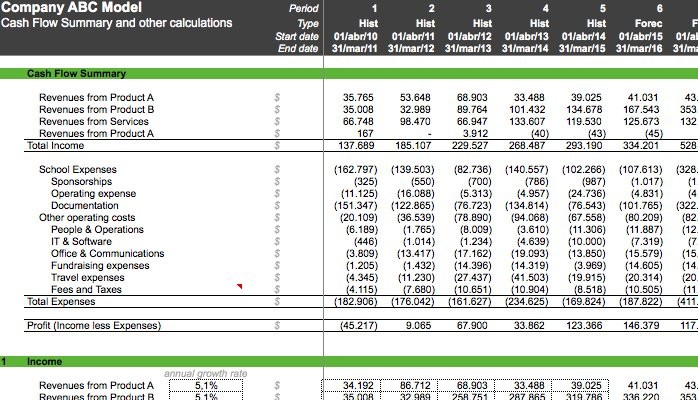 Company ABC Model Period 1 2 3 4 5 6
Cash Flow Summary and other calculations Type Hist Hist Hist Hist Hist Forec F
Start date 01/abr/10 01/abr/11 01/abr/12 01/abr/13 01/abr/14 01/abr/15 01/al
End date 31/mar/11 31/mar/12 31/mar/13 31/mar/14 31/mar/15 31/mar/16 31/m
Cash Flow Summary
Revenues from Product A $ 35.765 53.648 68.903 33.488 39.025 41.031 43.
Revenues from Product B $ 35.008 32.989 89.764 101.432 134.678 167.543 353
Revenues from Services $ 66.748 98.470 66.947 133.607 119.530 125.673 132
Revenues from Product A $ 167 - 3.912 (40) (43) (45)
Total Income $ 137.689 185.107 229.527 268.487 293.190 334.201 528
School Expenses $ (162.797) (139.503) (82.736) (140.557) (102.266) (107.613) (328.
Sponsorships $ (325) (550) (700) (786) (987) (1.017) (1
Operating expense $ (11.125) (16.088) (5.313) (4.957) (24.736) (4.831) (4
Documentation $ (151.347) (122.865) (76.723) (134.814) (76.543) (101.765) (322.
Other operating costs $ (20.109) (36.539) (78.890) (94.068) (67.558) (80.209) (82.
People & Operations $ (6.189) (1.765) (8.009) (3.610) (11.306) (11.887) (12.
IT & Software $ (446) (1.014) (1.234) (4.639) (10.000) (7.319) (7
Office & Communications $ (3.809) (13.417) (17.162) (19.093) (13.850) (15.579) (15.
Fundraising expenses $ (1.205) (1.432) (14.396) (14.319) (3.969) (14.605) (14.
Travel expenses $ (4.345) (11.230) (27.437) (41.503) (19.915) (20.314) (20.
Fees and Taxes $ (4.115) (7.680) (10.651) (10.904) (8.518) (10.505) (11.
Total Expenses $ (182.906) (176.042) (161.627) (234.625) (169.824) (187.822) (411.
Profit (Income less Expenses) $ (45.217) 9.065 67.900 33.862 123.366 146.379 117.
1 Income
annual growth rate
Revenues from Product A 5,1% $ 34.192 86.712 68.903 33.488 39.025 41.031 43.
Revenues from Product B 5,1% $ 35.008 32.989 258.751 287.865 319.786 336.220 353